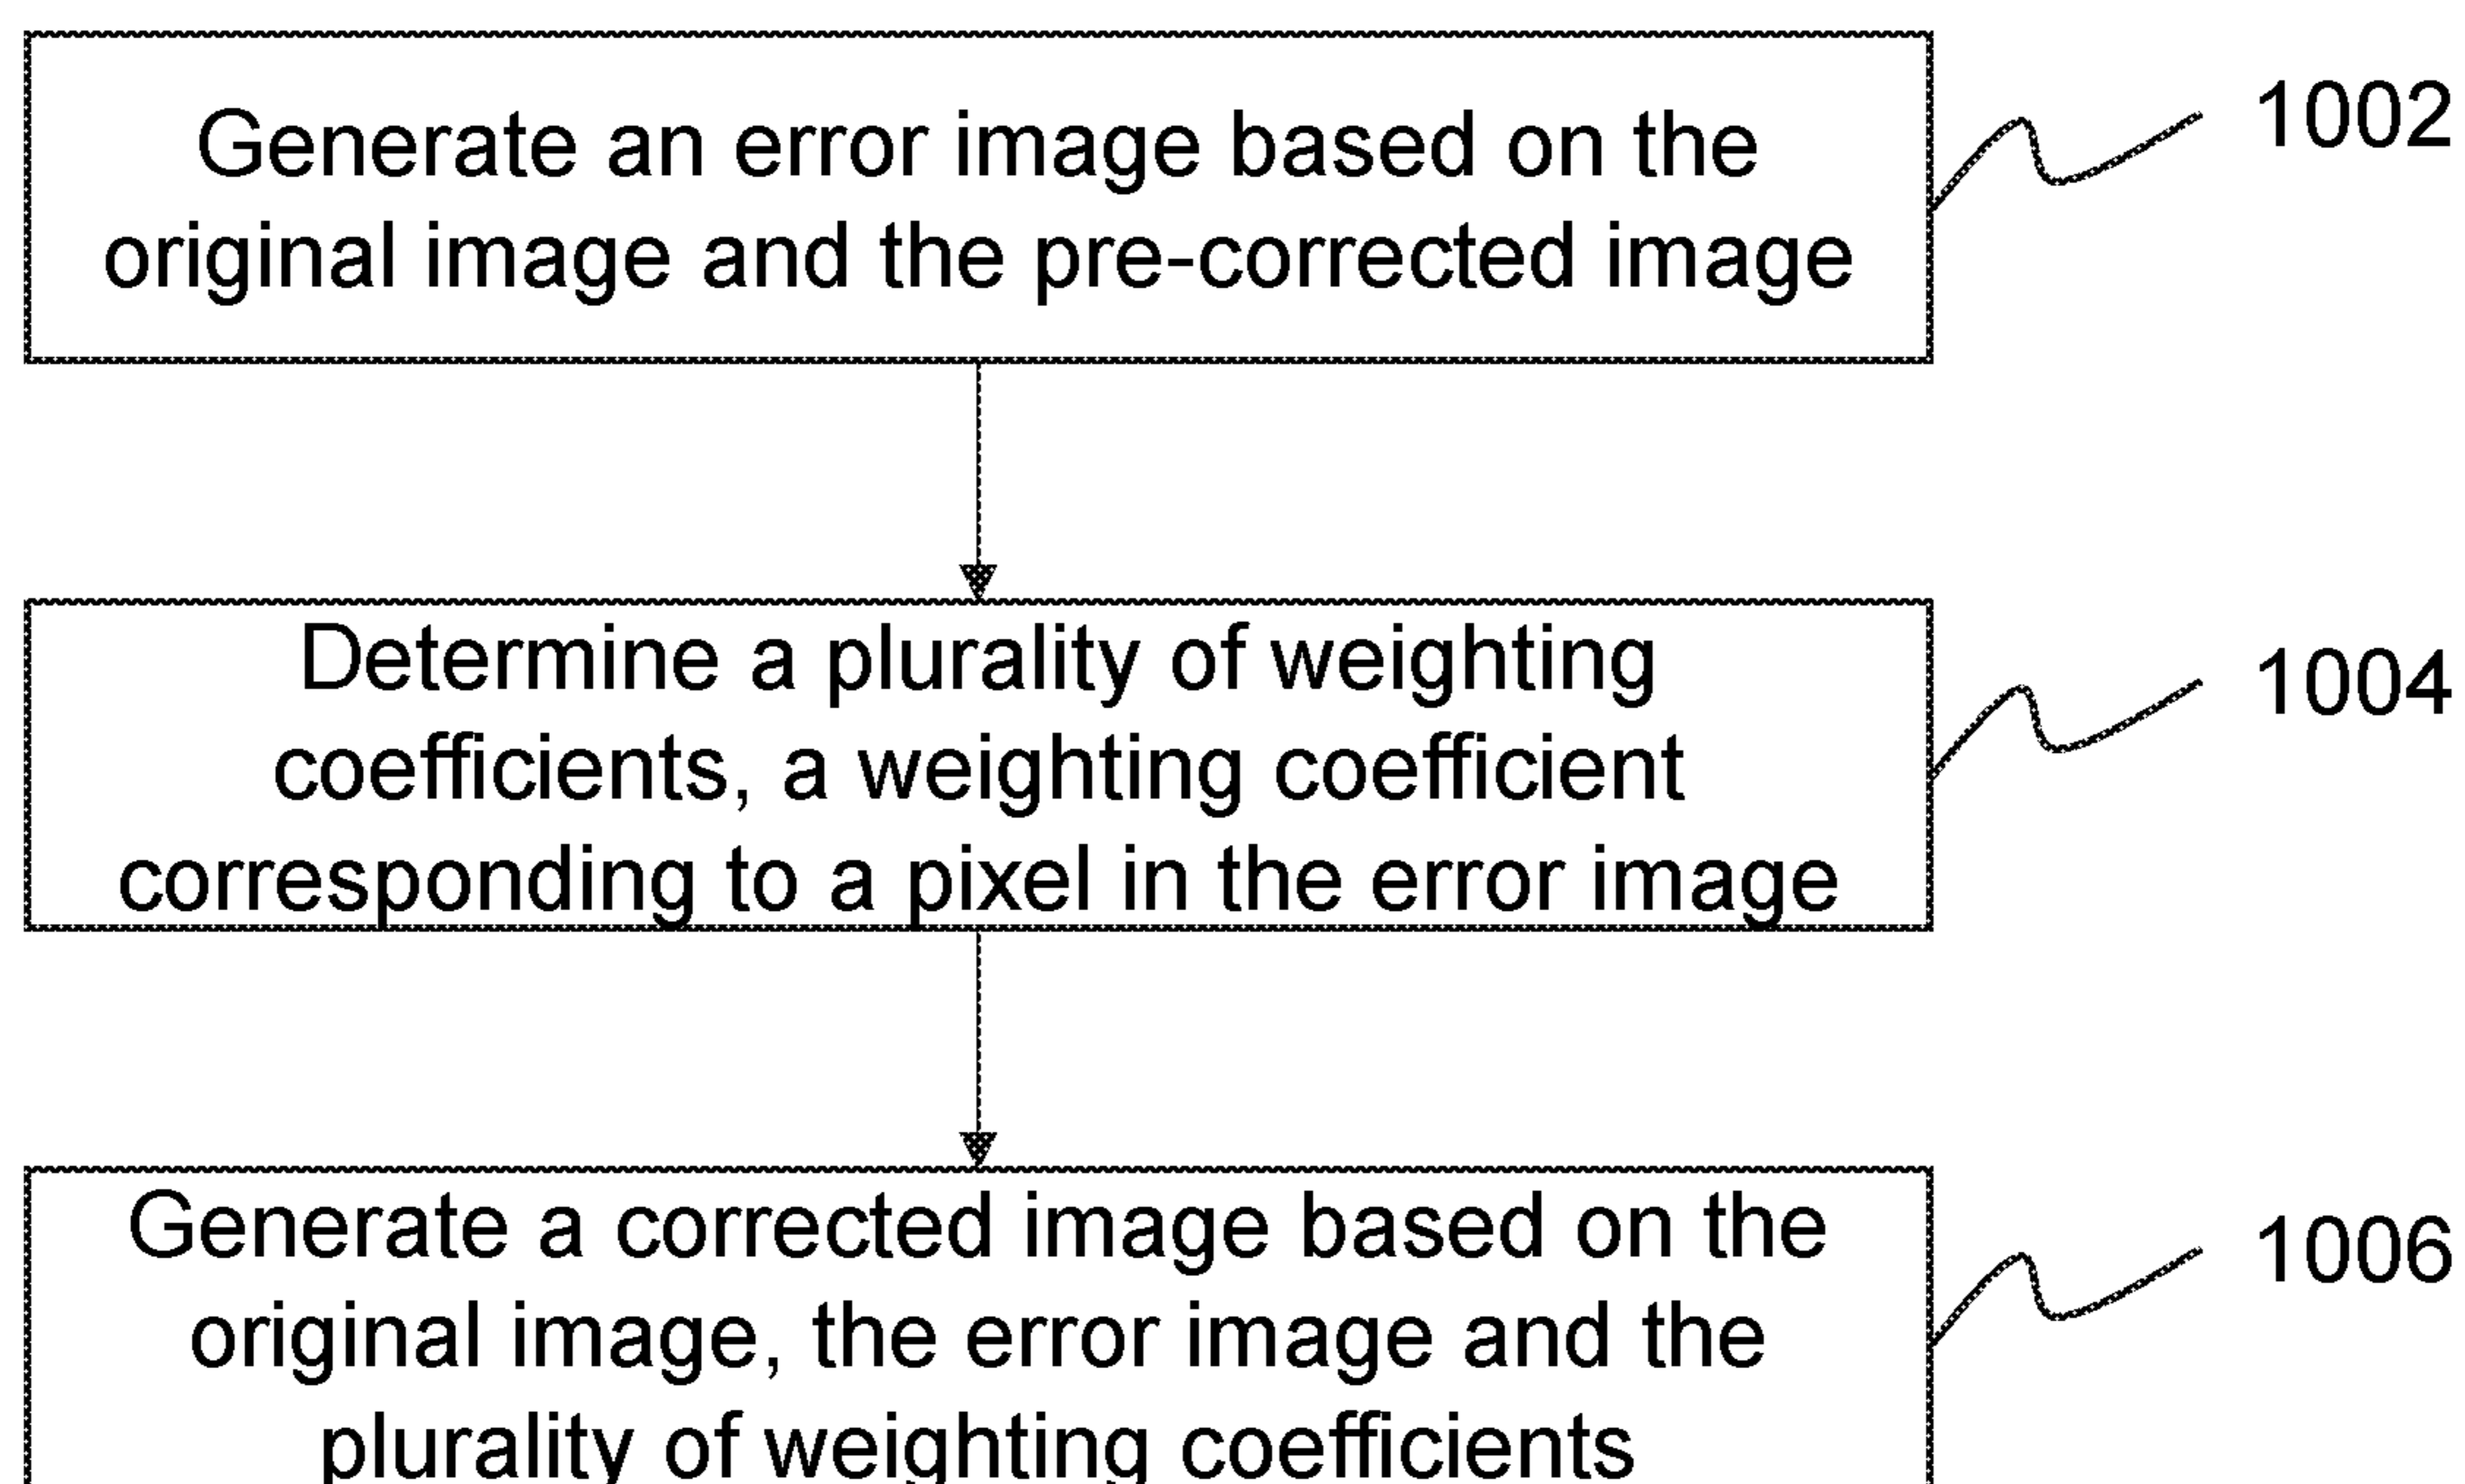 Generate an error image based on the
original image and the pre-corrected image
1002
Determine a plurality of weighting
coefficients, a weighting coefficient
corresponding to a pixel in the error image
1004
Generate a corrected image based on the
original image, the error image and the
plurality of weighting coefficients
1006